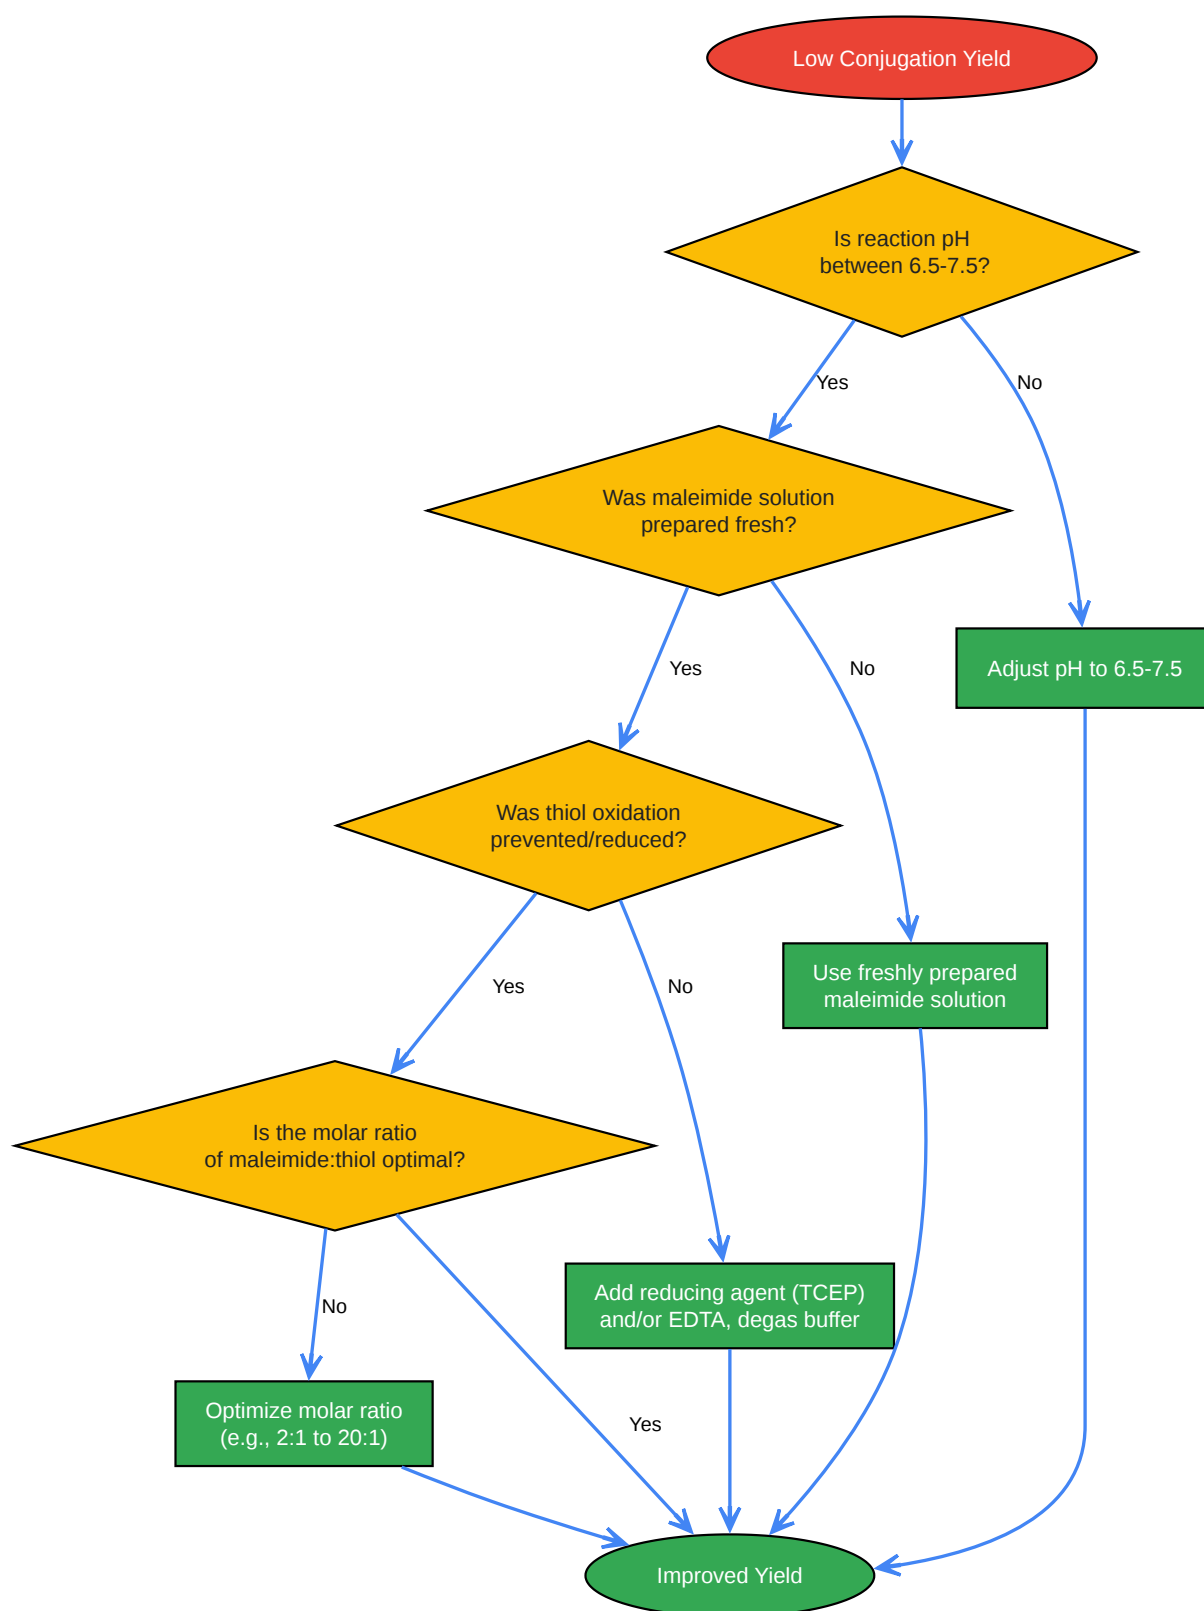 Low Conjugation Yield
Is reaction pH
between 6.5-7.5?
Yes
No
Was maleimide solution
prepared fresh?
Yes
No
Adjust pH to 6.5-7.5
Was thiol oxidation
prevented/reduced?
Yes
No
Use freshly prepared
maleimide solution
Is the molar ratio
of maleimide:thiol optimal?
No
Yes
Add reducing agent (TCEP)
and/or EDTA, degas buffer
Optimize molar ratio
(e.g., 2:1 to 20:1)
Improved Yield